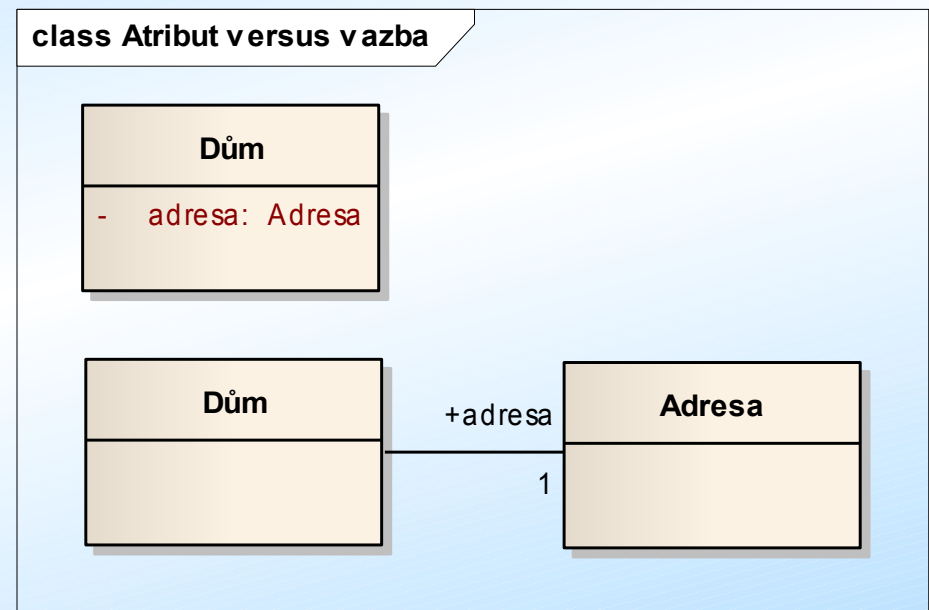 class Atribut versus vazba
Dům
- adresa: Adresa
Dům
+adresa
1
Adresa